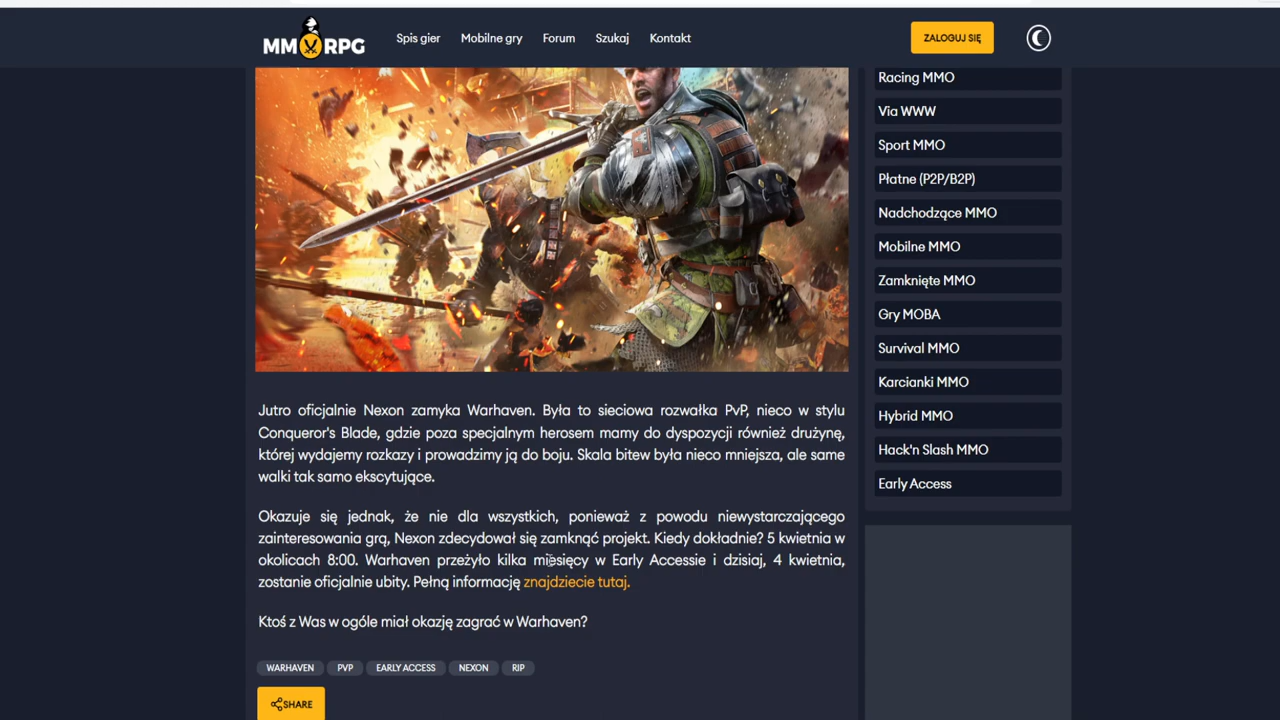 MMORPG
Spis gier
Mobilne gry
Forum
Szukaj
Kontakt
ZALOGUJ SIĘ
Jutro oficjalnie Nexon zamyka Warhaven. Była to sieciowa rozwałka PvP, nieco w stylu
Conqueror's Blade, gdzie poza specjalnym herosem mamy do dyspozycji również drużynę,
której wydajemy rozkazy i prowadzimy ją do boju. Skala bitew była nieco mniejsza, ale same
walki tak samo ekscytujące.
Okazuje się jednak, że nie dla wszystkich, ponieważ z powodu niewystarczającego
zainteresowania grą, Nexon zdecydował się zamknąć projekt. Kiedy dokładnie? 5 kwietnia w
okolicach 8:00. Warhaven przeżyło kilka miesięcy w Early Accessie i dzisiaj, 4 kwietnia,
zostanie oficjalnie ubity. Pełną informację znajdziecie tutaj.
Ktoś z Was w ogóle miał okazję zagrać w Warhaven?
WARHAVEN
PVP
EARLY ACCESS
NEXON
RIP
SHARE
Racing MMO
Via WWW
Sport MMO
Płatne (P2P/B2P)
Nadchodzące MMO
Mobilne MMO
Zamknięte MMO
Gry MOBA
Survival MMO
Karcianki MMO
Hybrid MMO
Hack'n Slash MMO
Early Access